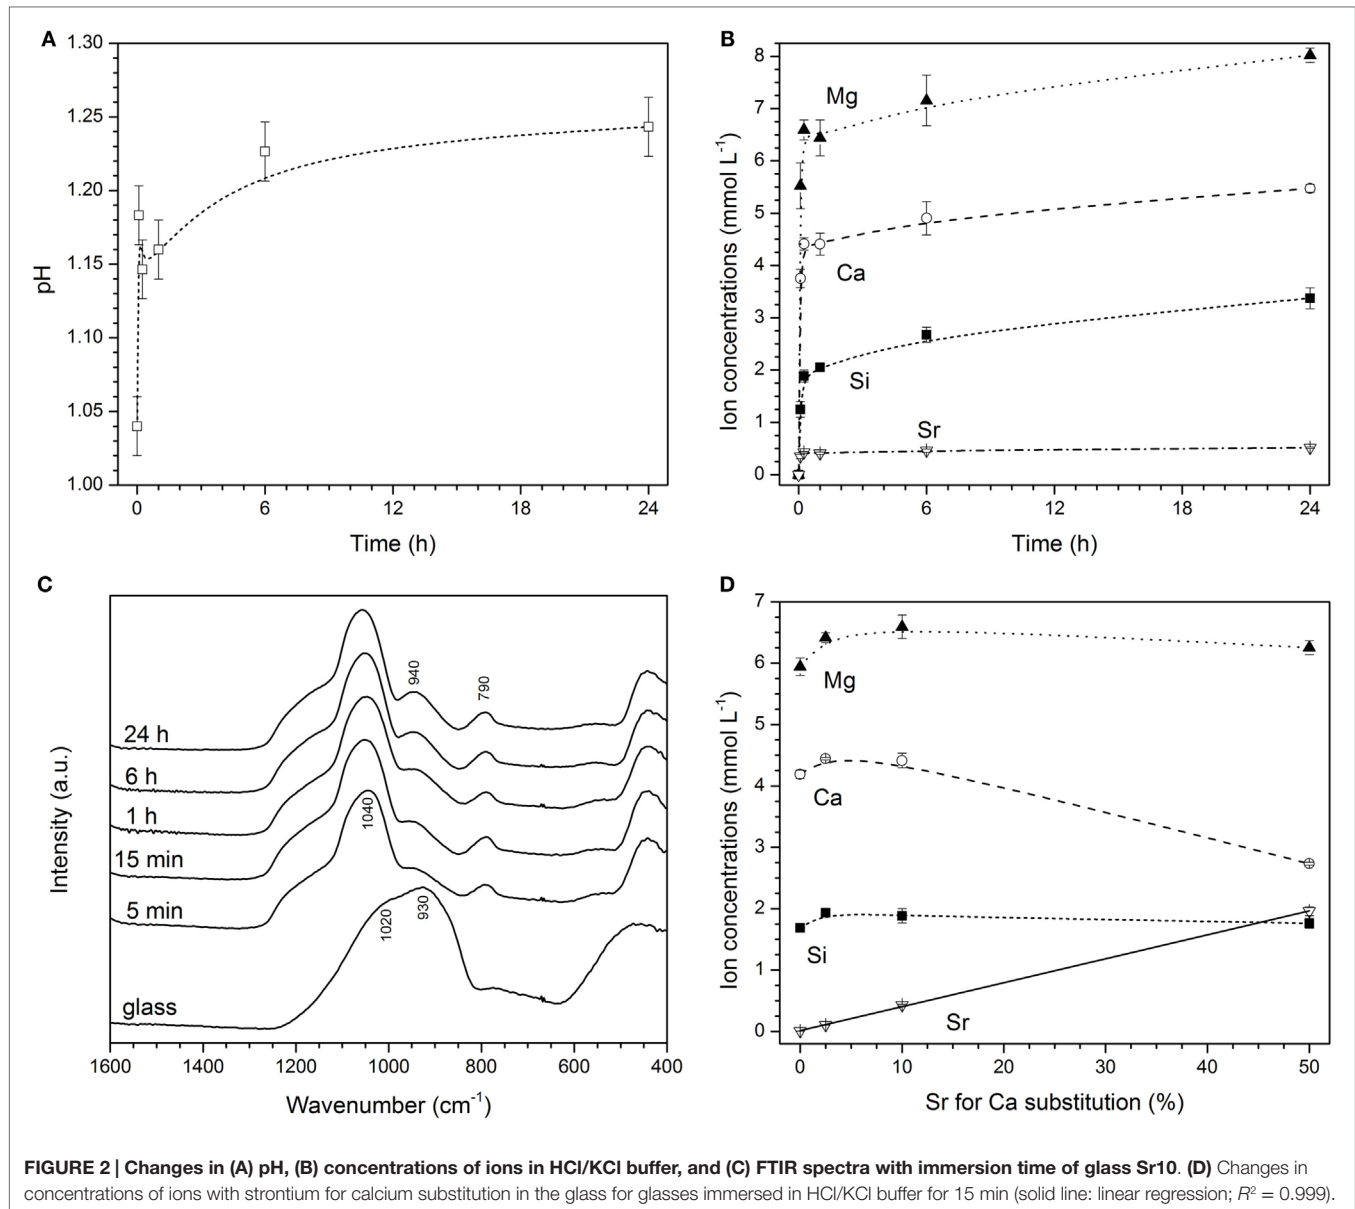 A
1.30
1.25
1.20
1.15
1.10
1.05
1.00
pH
0 6 12 18 24
Time (h)
B
8
7
6
5
4
3
2
1
0
Ion concentrations (mmol L⁻¹)
Mg
Ca
Si
Sr
0 6 12 18 24
Time (h)
C
Intensity (a.u.)
940
790
24 h
6 h
1 h
1040
15 min
5 min
1020
930
glass
1600 1400 1200 1000 800 600 400
Wavenumber (cm⁻¹)
D
7
6
5
4
3
2
1
0
Ion concentrations (mmol L⁻¹)
Mg
Ca
Si
Sr
0 10 20 30 40 50
Sr for Ca substitution (%)
FIGURE 2 | Changes in (A) pH, (B) concentrations of ions in HCl/KCl buffer, and (C) FTIR spectra with immersion time of glass Sr10. (D) Changes in
concentrations of ions with strontium for calcium substitution in the glass for glasses immersed in HCl/KCl buffer for 15 min (solid line: linear regression; R² = 0.999).